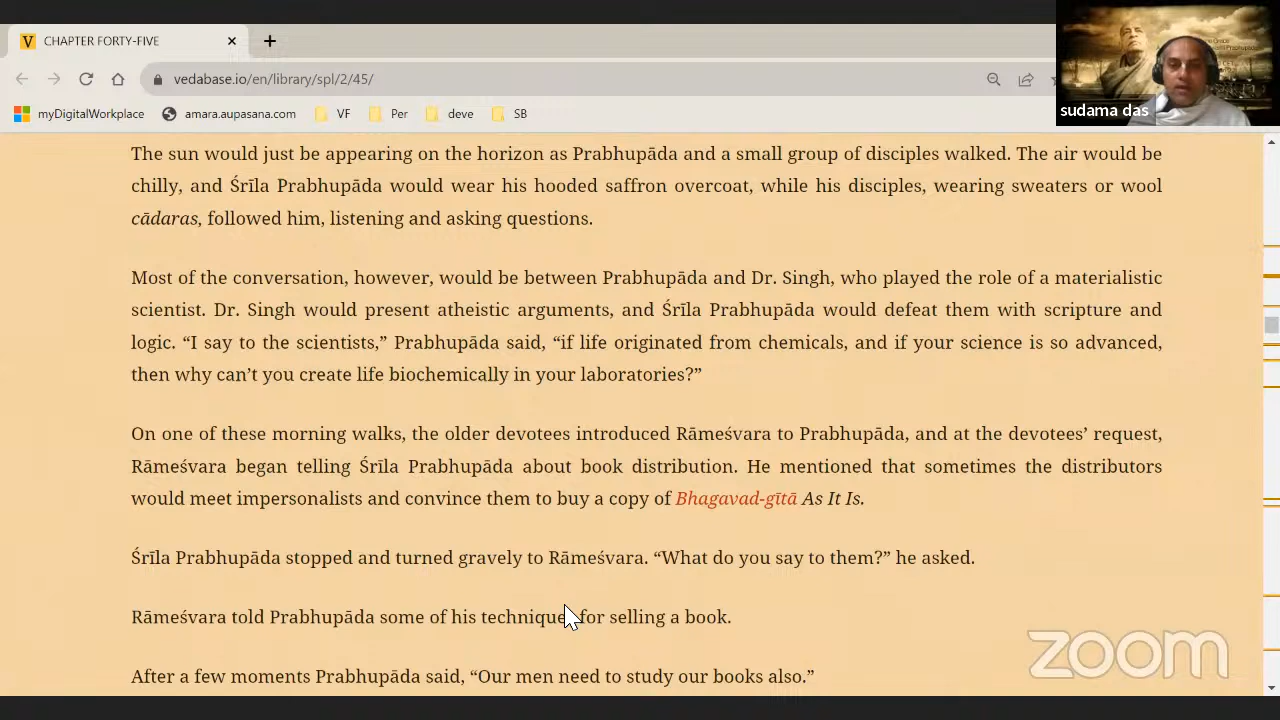 CHAPTER FORTY-FIVE
vedabase.io/en/library/spl/2/45/
myDigitalWorkplace
amara.aupasana.com
VF
Per
deve
SB
sudama das
The sun would just be appearing on the horizon as Prabhupāda and a small group of disciples walked. The air would be
chilly, and Śrīla Prabhupāda would wear his hooded saffron overcoat, while his disciples, wearing sweaters or wool
cādaras, followed him, listening and asking questions.
Most of the conversation, however, would be between Prabhupāda and Dr. Singh, who played the role of a materialistic
scientist. Dr. Singh would present atheistic arguments, and Śrīla Prabhupāda would defeat them with scripture and
logic. “I say to the scientists,” Prabhupāda said, “if life originated from chemicals, and if your science is so advanced,
then why can’t you create life biochemically in your laboratories?”
On one of these morning walks, the older devotees introduced Rāmeśvara to Prabhupāda, and at the devotees’ request,
Rāmeśvara began telling Śrīla Prabhupāda about book distribution. He mentioned that sometimes the distributors
would meet impersonalists and convince them to buy a copy of Bhagavad-gītā As It Is.
Śrīla Prabhupāda stopped and turned gravely to Rāmeśvara. “What do you say to them?” he asked.
Rāmeśvara told Prabhupāda some of his technique for selling a book.
After a few moments Prabhupāda said, “Our men need to study our books also.”
zoom